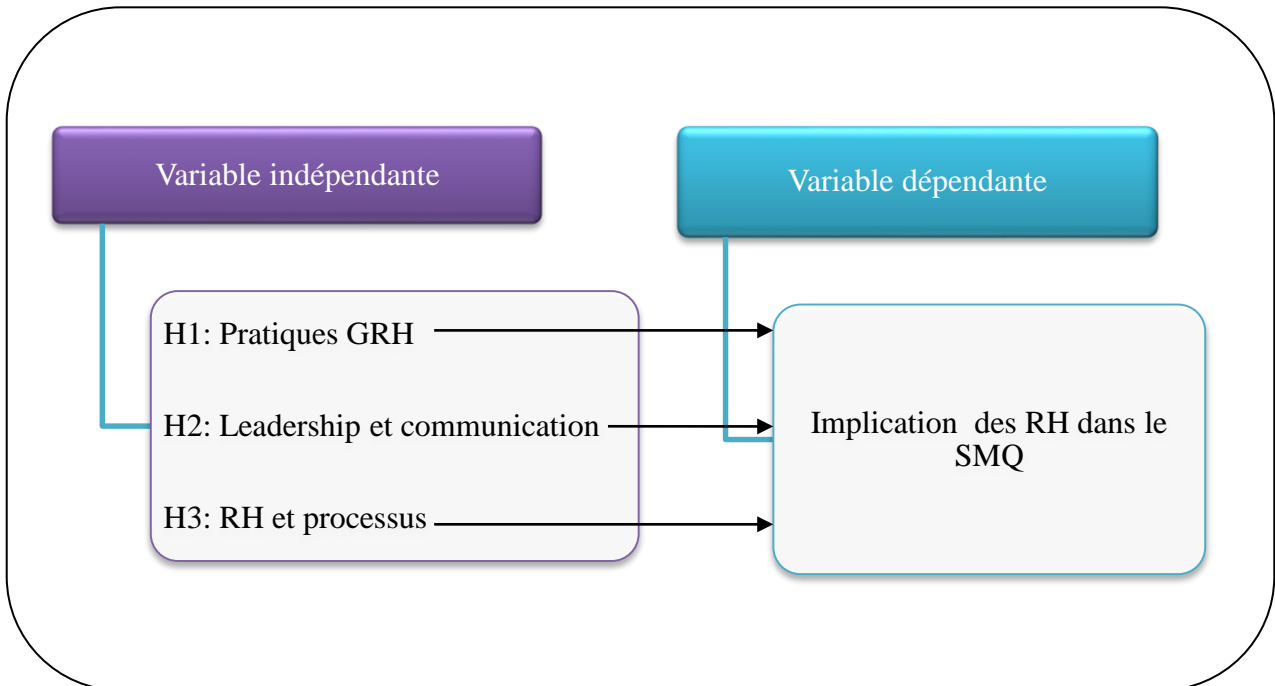 Variable indépendante
Variable dépendante
H1: Pratiques GRH
H2: Leadership et communication
H3: RH et processus
Implication des RH dans le
SMQ